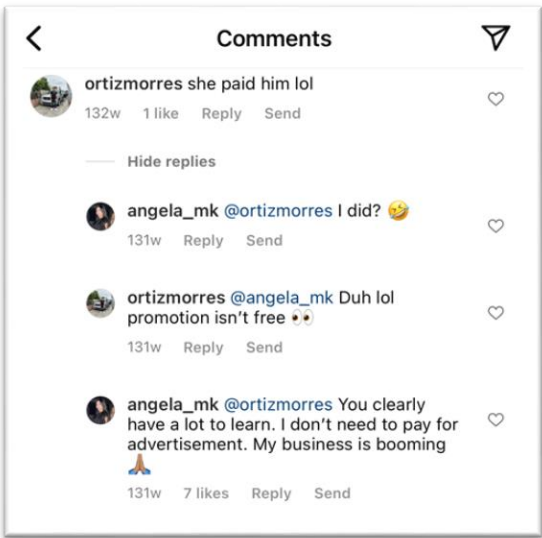 Comments
ortizmorres she paid him lol
132w 1 like Reply Send
Hide replies
angela_mk @ortizmorres I did? 🤣
131w Reply Send
ortizmorres @angela_mk Duh lol
promotion isn’t free 👀
131w Reply Send
angela_mk @ortizmorres You clearly
have a lot to learn. I don’t need to pay for
advertisement. My business is booming
🙏🏽
131w 7 likes Reply Send